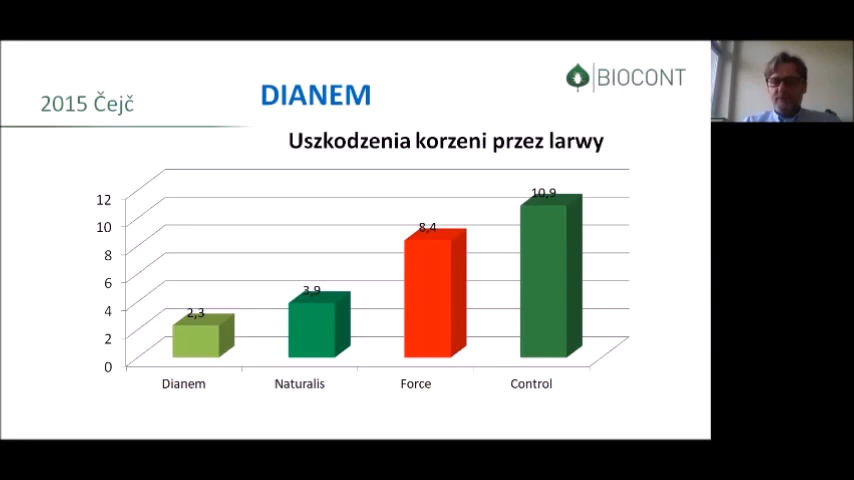 BIOCONT
2015 Čejč
DIANEM
Uszkodzenia korzeni przez larwy
12
10
8
6
4
2
0
2,3
3,9
8,4
10,9
Dianem
Naturalis
Force
Control